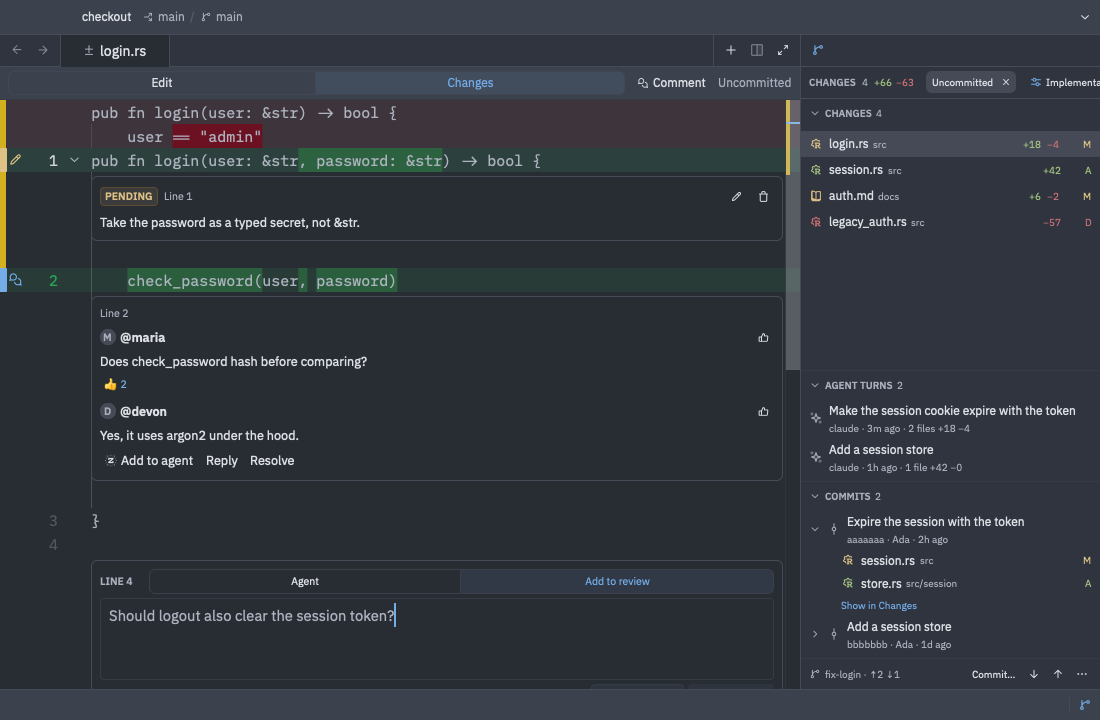 checkout main / main
login.rs
Edit Changes Comment Uncommitted
pub fn login(user: &str) -> bool {
user == "admin"
1 pub fn login(user: &str, password: &str) -> bool {
PENDING Line 1
Take the password as a typed secret, not &str.
2 check_password(user, password)
Line 2
M @maria
Does check_password hash before comparing?
👍 2
D @devon
Yes, it uses argon2 under the hood.
Add to agent Reply Resolve
3 }
4
LINE 4 Agent Add to review
Should logout also clear the session token?
CHANGES 4 +66 −63 Uncommitted × Implementa
CHANGES 4
login.rs src +18 −4 M
session.rs src +42 A
auth.md docs +6 −2 M
legacy_auth.rs src −57 D
AGENT TURNS 2
Make the session cookie expire with the token
claude · 3m ago · 2 files +18 −4
Add a session store
claude · 1h ago · 1 file +42 −0
COMMITS 2
Expire the session with the token
aaaaaaa · Ada · 2h ago
session.rs src M
store.rs src/session A
Show in Changes
Add a session store
bbbbbbb · Ada · 1d ago
fix-login · ↑2 ↓1 Commit... ↓ ↑ ···